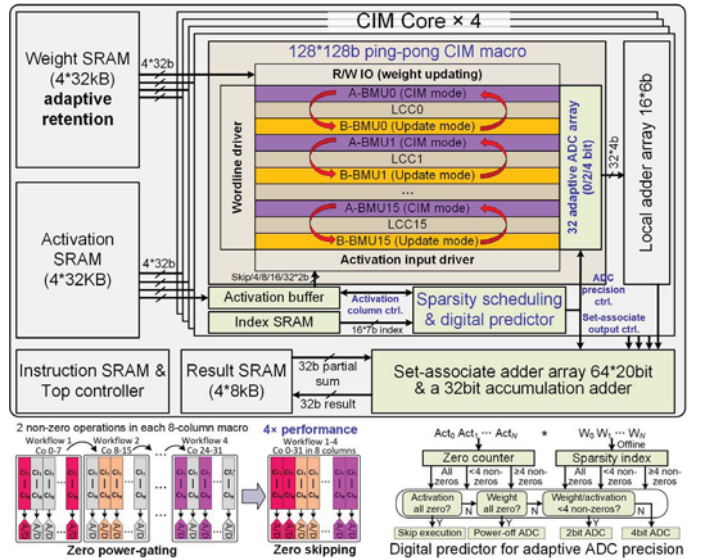 CIM Core × 4
Weight SRAM
(4*32kB)
adaptive
retention
4*32b
128*128b ping-pong CIM macro
R/W IO (weight updating)
Wordline driver
A-BMU0 (CIM mode)
LCC0
B-BMU0 (Update mode)
A-BMU1 (CIM mode)
LCC1
B-BMU1 (Update mode)
...
A-BMU15 (CIM mode)
LCC15
B-BMU15 (Update mode)
Activation input driver
32 adaptive ADC array
(0/2/4 bit)
32*4b
Local adder array 16*6b
Activation
SRAM
(4*32KB)
4*32b
Skip/4/8/16/32*2b
Activation buffer
Index SRAM
Activation
column ctrl.
16*7b index
Sparsity scheduling
& digital predictor
ADC
precision
ctrl.
Set-associate
output ctrl.
Instruction SRAM &
Top controller
Result SRAM
(4*8kB)
32b partial
sum
32b result
Set-associate adder array 64*20bit
& a 32bit accumulation adder
2 non-zero operations in each 8-column macro
Workflow 1
Co 0-7
Workflow 2
Co 8-15
...
Workflow 4
Co 24-31
Zero power-gating
4× performance
Workflow 1-4
Co 0-31 in 8 columns
Zero skipping
Act0 Act1 ... ActN * W0 W1 ... WN
Offline
Zero counter
Sparsity index
All zeros
<4 non-zeros
≥4 non-zeros
All zeros
<4 non-zeros
≥4 non-zeros
Activation
all zero?
N
Weight
all zero?
N
Weight/activation
<4 non-zeros?
N
Y
Y
Y
Skip execution
Power-off ADC
2bit ADC
4bit ADC
Digital predictor for adaptive ADC precision